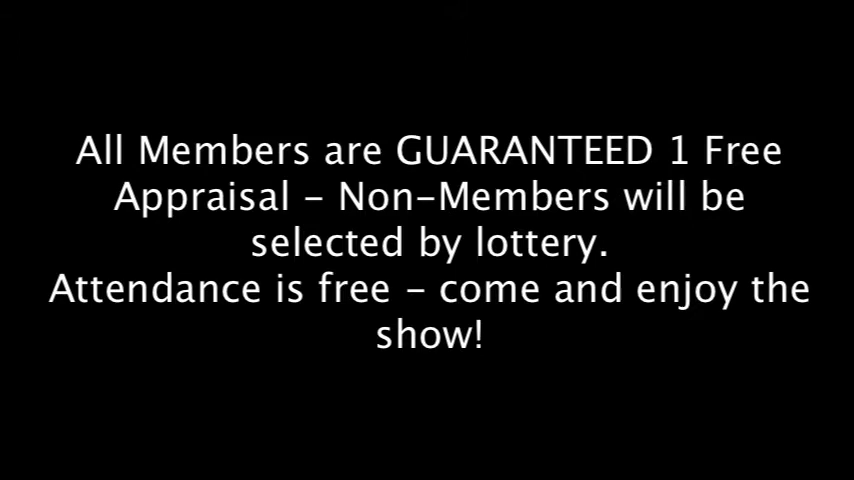 All Members are GUARANTEED 1 Free
Appraisal - Non-Members will be
selected by lottery.
Attendance is free - come and enjoy the
show!